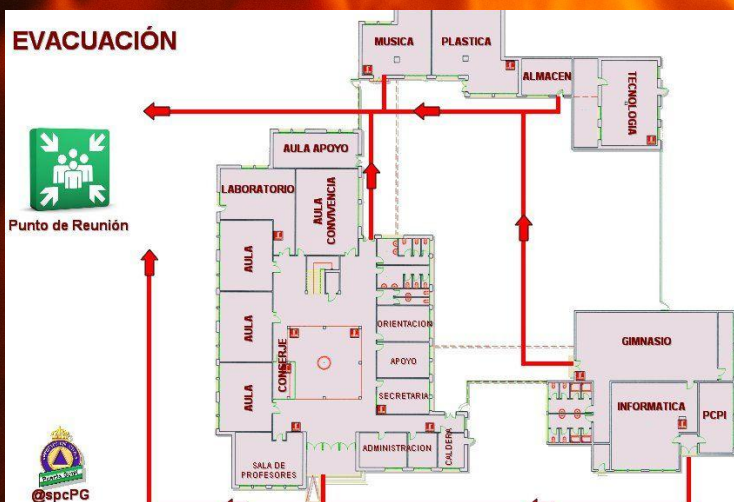 EVACUACIÓN
MUSICA
PLASTICA
ALMACEN
TECNOLOGIA
Punto de Reunión
AULA APOYO
LABORATORIO
AULA
CONVIVENCIA
AULA
AULA
AULA
CONSERJE
ORIENTACION
APOYO
SECRETARIA
ADMINISTRACION
CALDERA
SALA DE
PROFESORES
GIMNASIO
INFORMATICA
PCPI
@spcPG